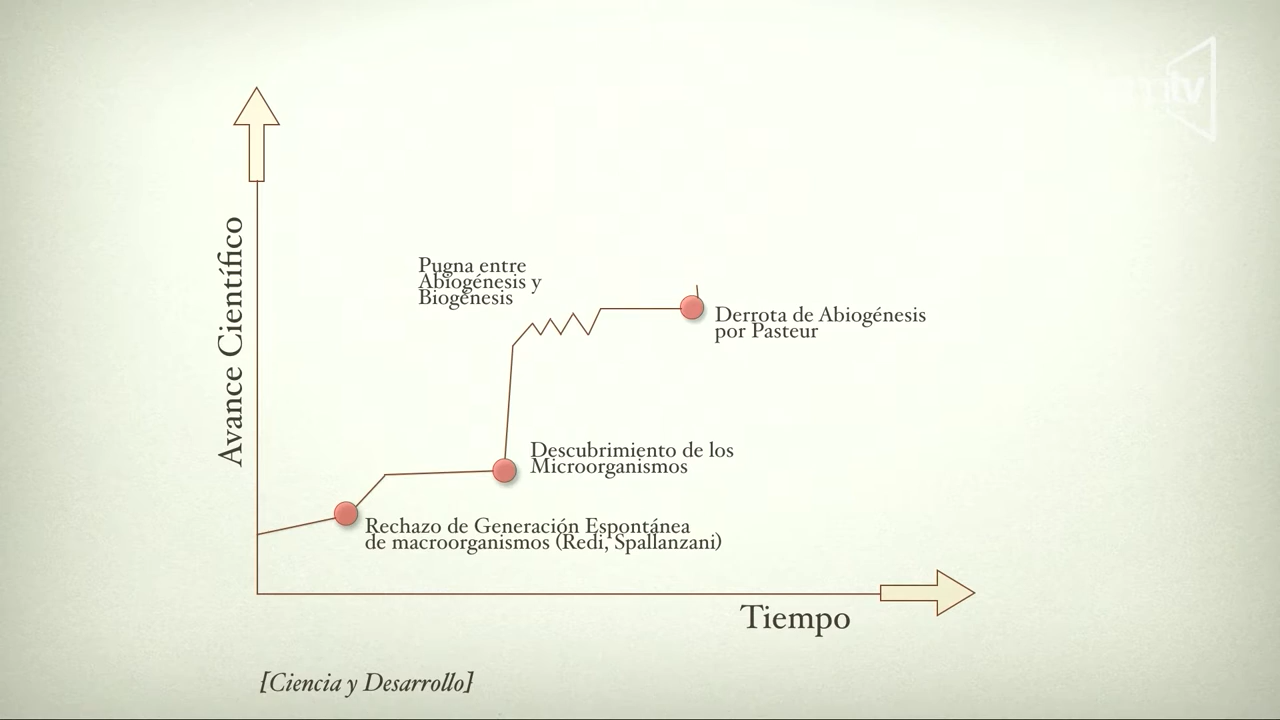 tv
Avance Científico
Pugna entre
Abiogénesis y
Biogénesis
Derrota de Abiogénesis
por Pasteur
Descubrimiento de los
Microorganismos
Rechazo de Generación Espontánea
de macroorganismos (Redi, Spallanzani)
Tiempo
[Ciencia y Desarrollo]